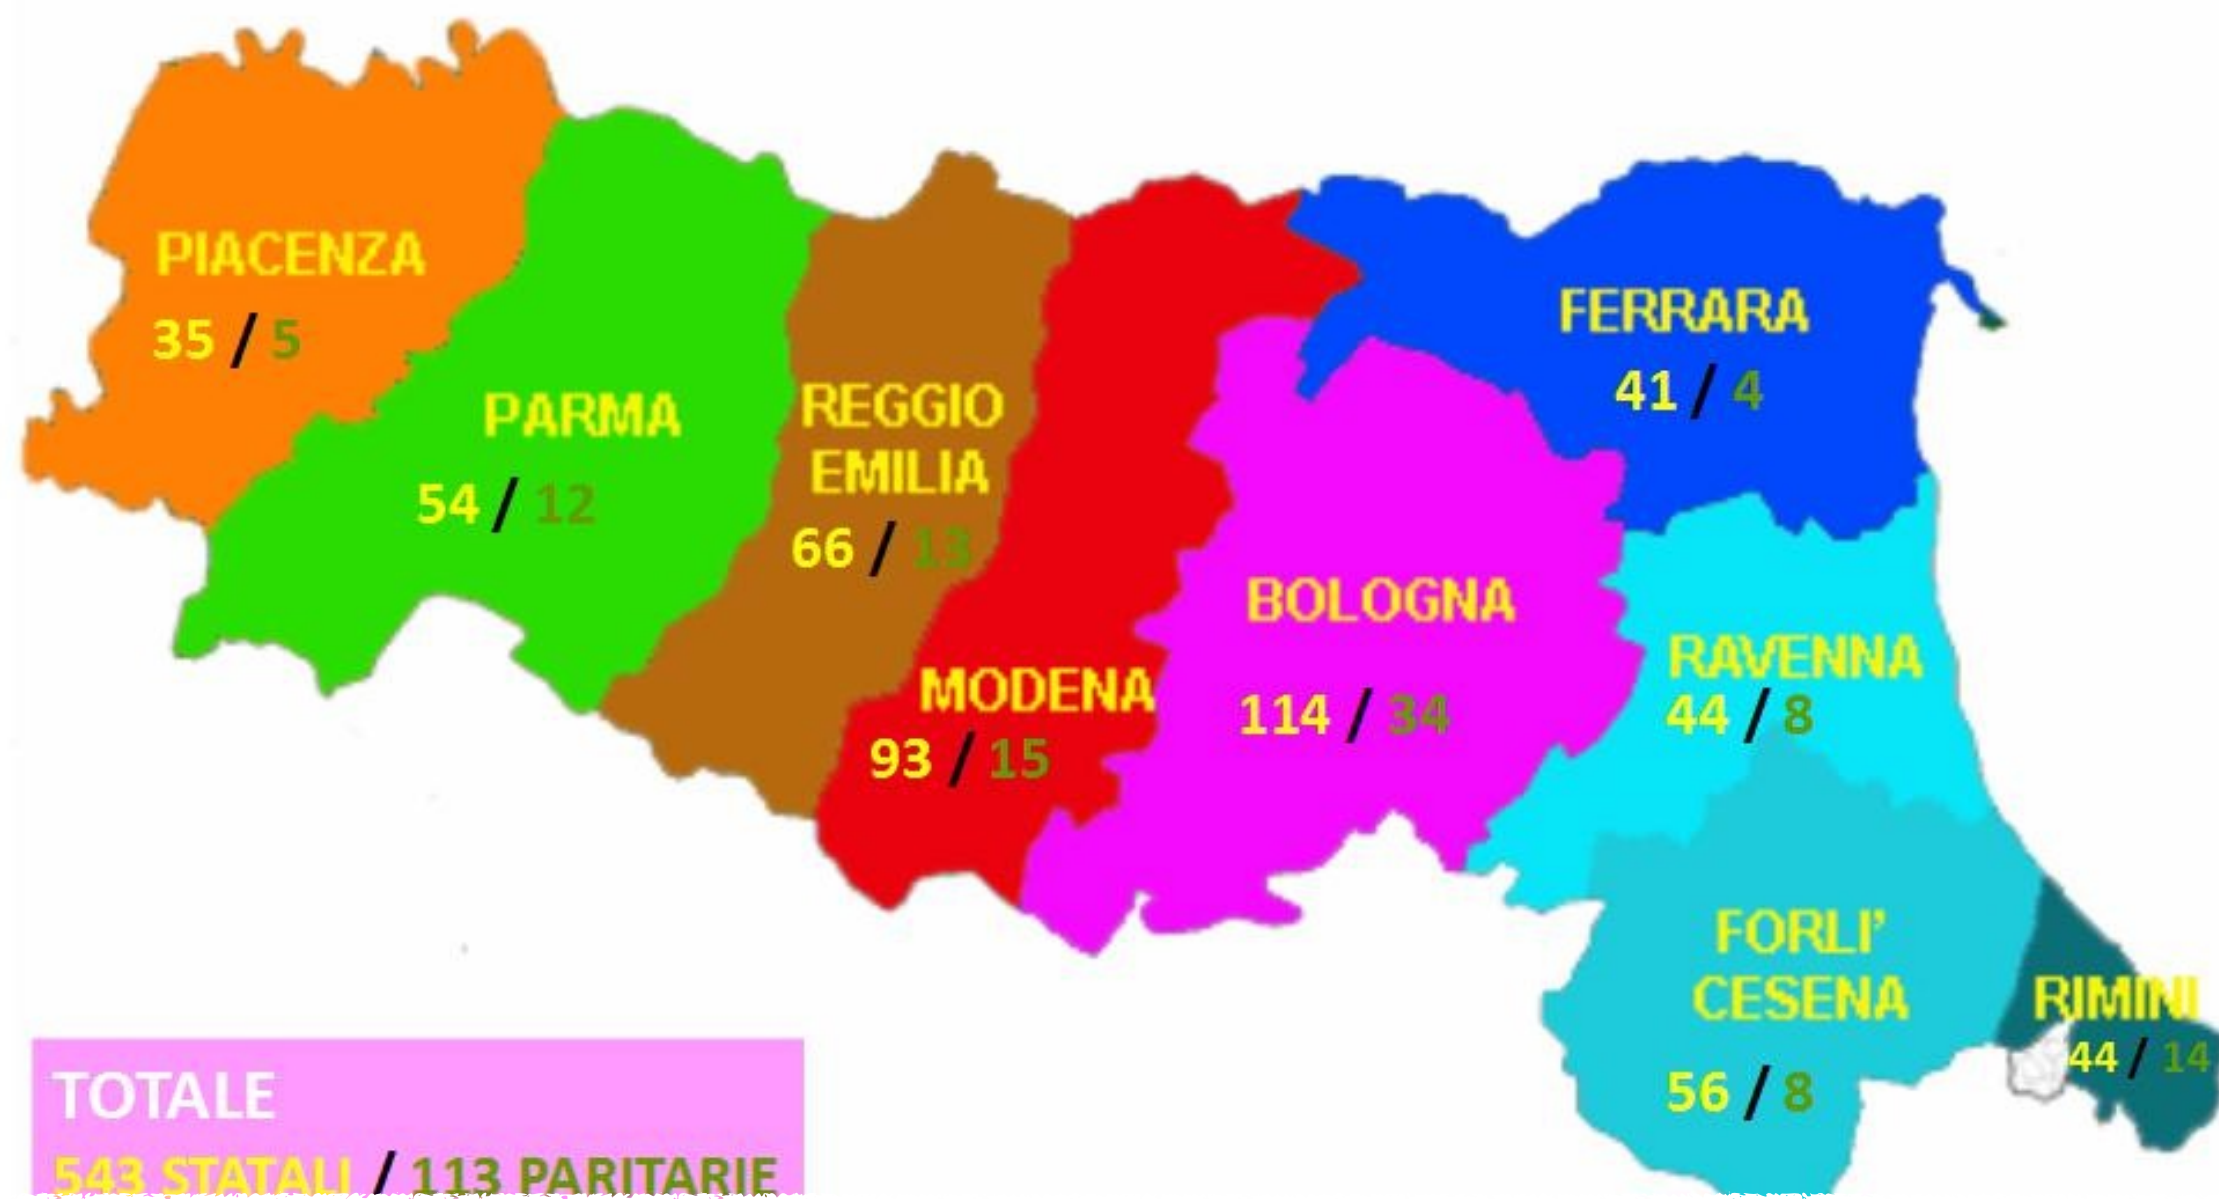 PIACENZA
35 / 5
PARMA
54 / 12
REGGIO
EMILIA
66 / 13
MODENA
93 / 15
BOLOGNA
114 / 34
FERRARA
41 / 4
RAVENNA
44 / 8
FORLI’
CESENA
56 / 8
RIMINI
44 / 14
TOTALE
543 STATALI / 113 PARITARIE